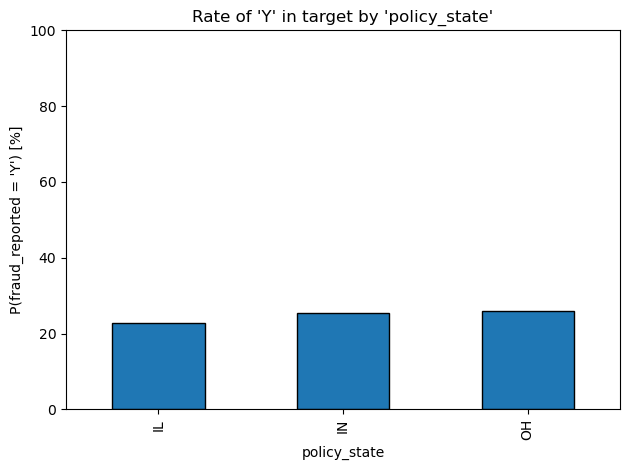 Rate of 'Y' in target by 'policy_state'
P(fraud_reported = 'Y') [%]
100
80
60
40
20
0
IL
IN
OH
policy_state